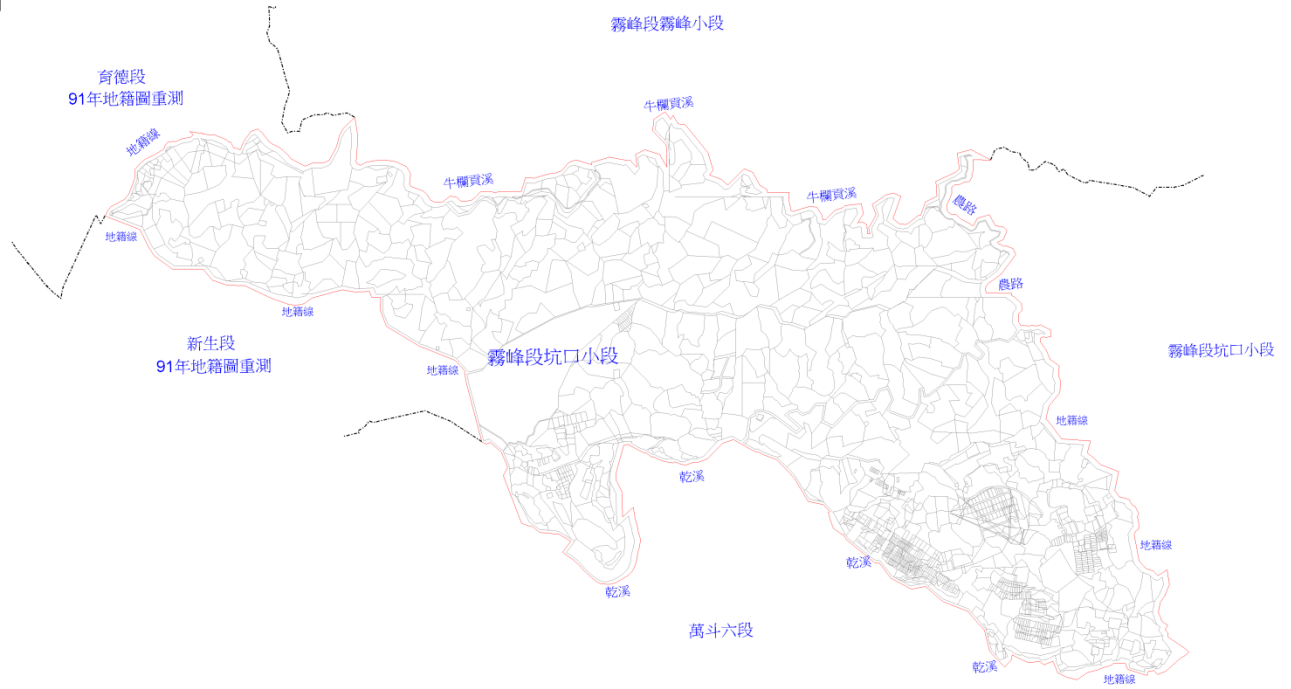 霧峰段霧峰小段
育德段
91年地籍圖重測
牛欄貢溪
地籍線
牛欄貢溪
牛欄貢溪
農路
地籍線
農路
地籍線
新生段
91年地籍圖重測
霧峰段坑口小段
霧峰段坑口小段
地籍線
地籍線
乾溪
地籍線
乾溪
乾溪
萬斗六段
乾溪
地籍線